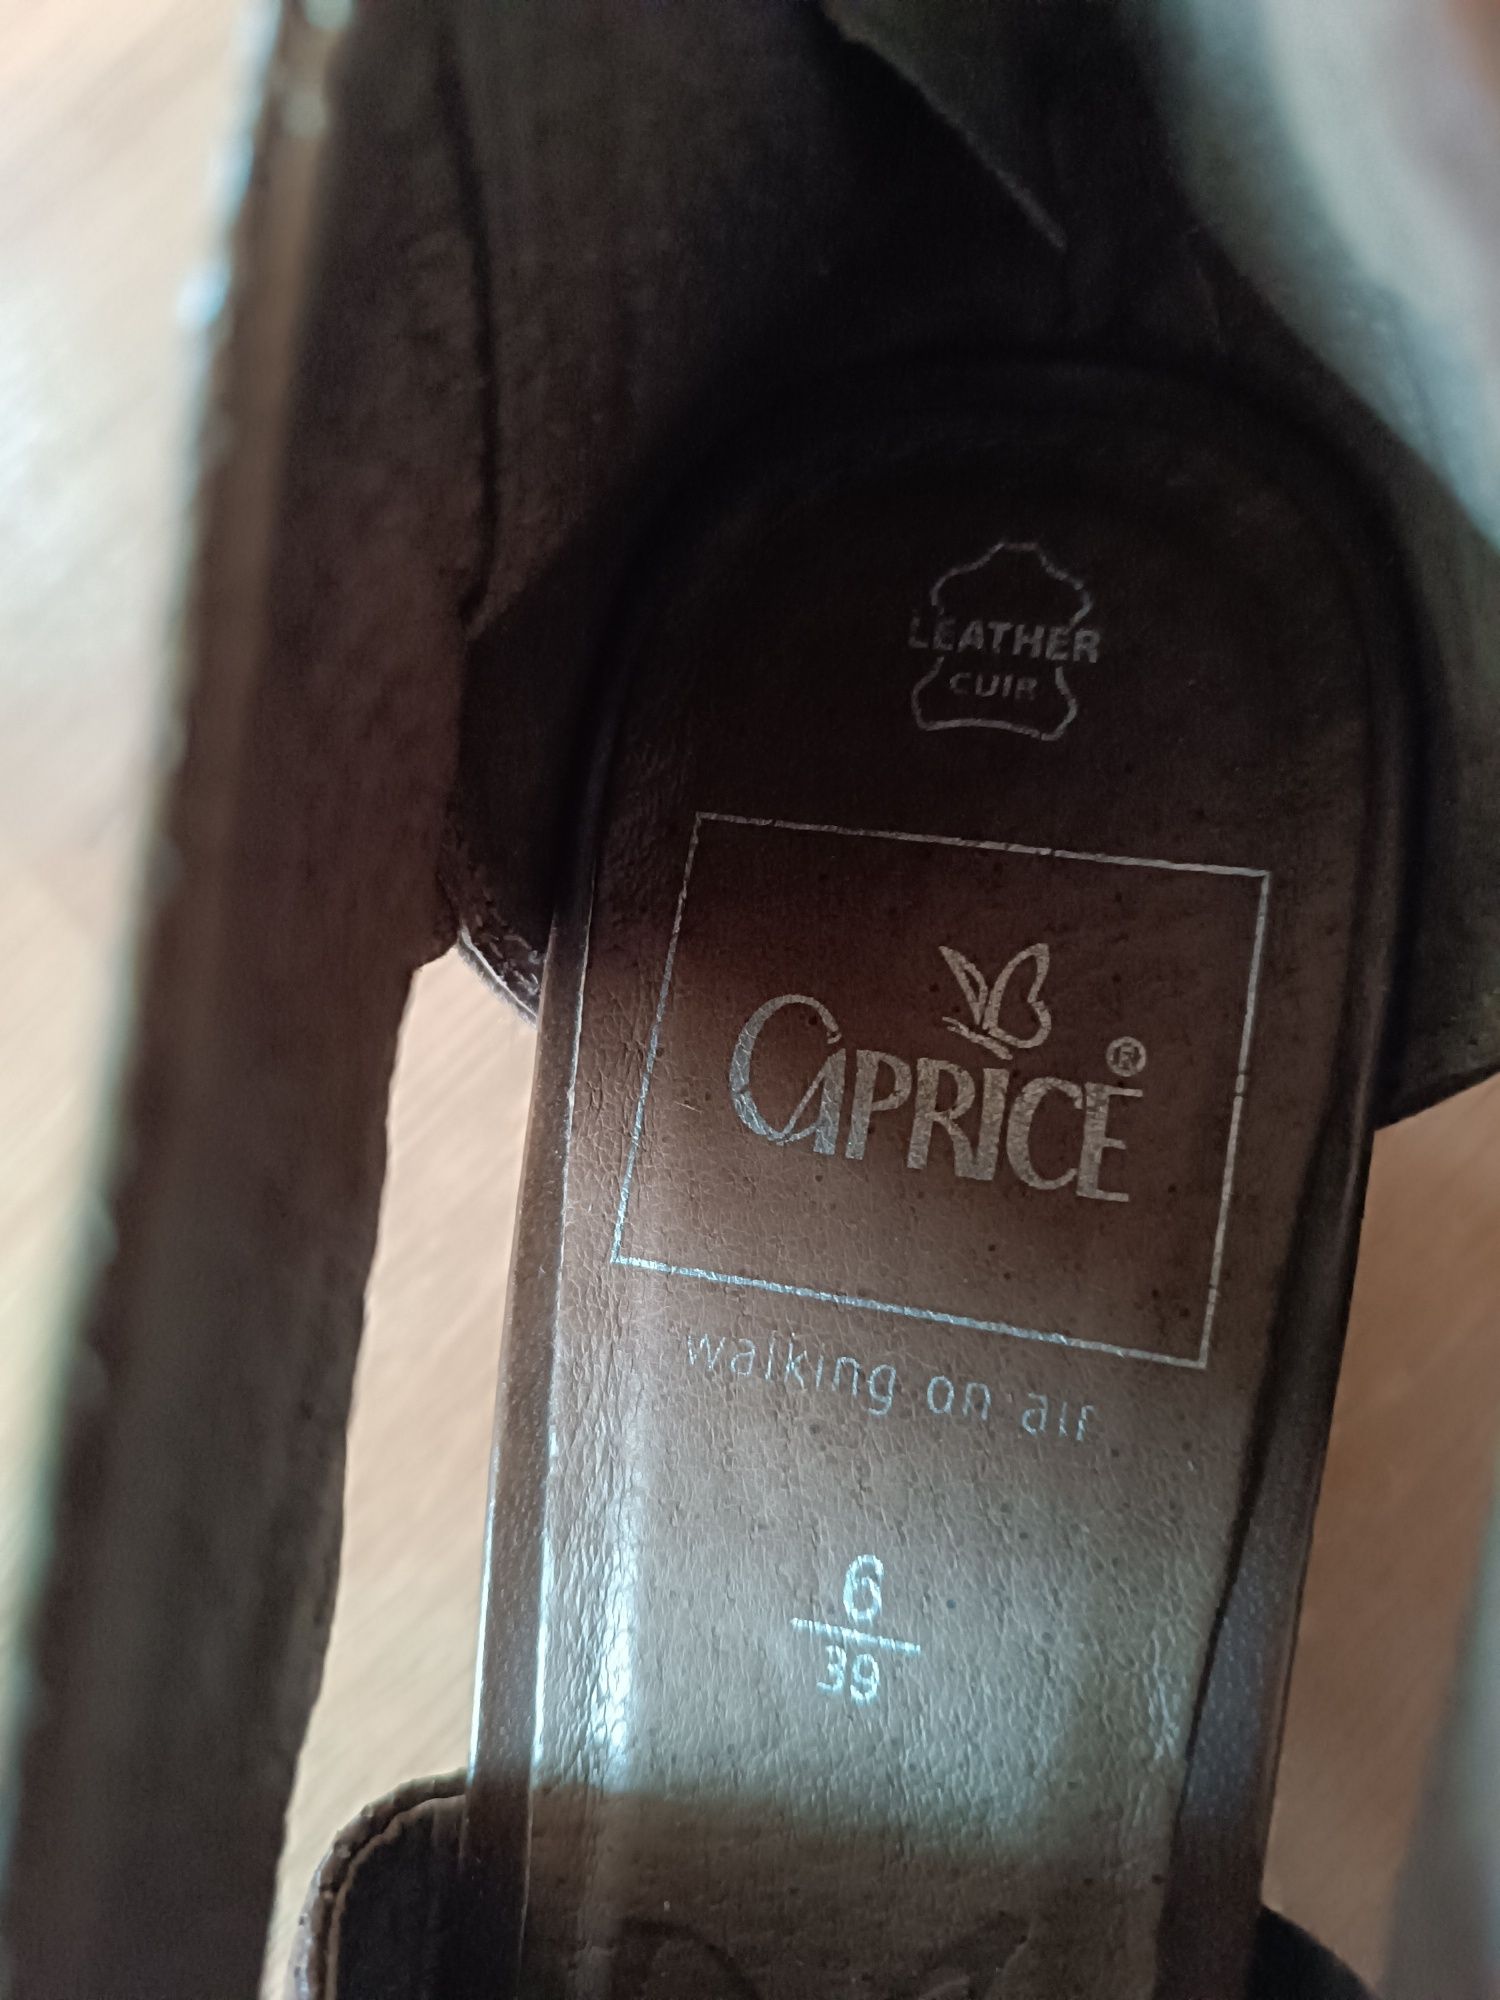 LEATHER
CUIR
CAPRICE®
walking on air
6
39